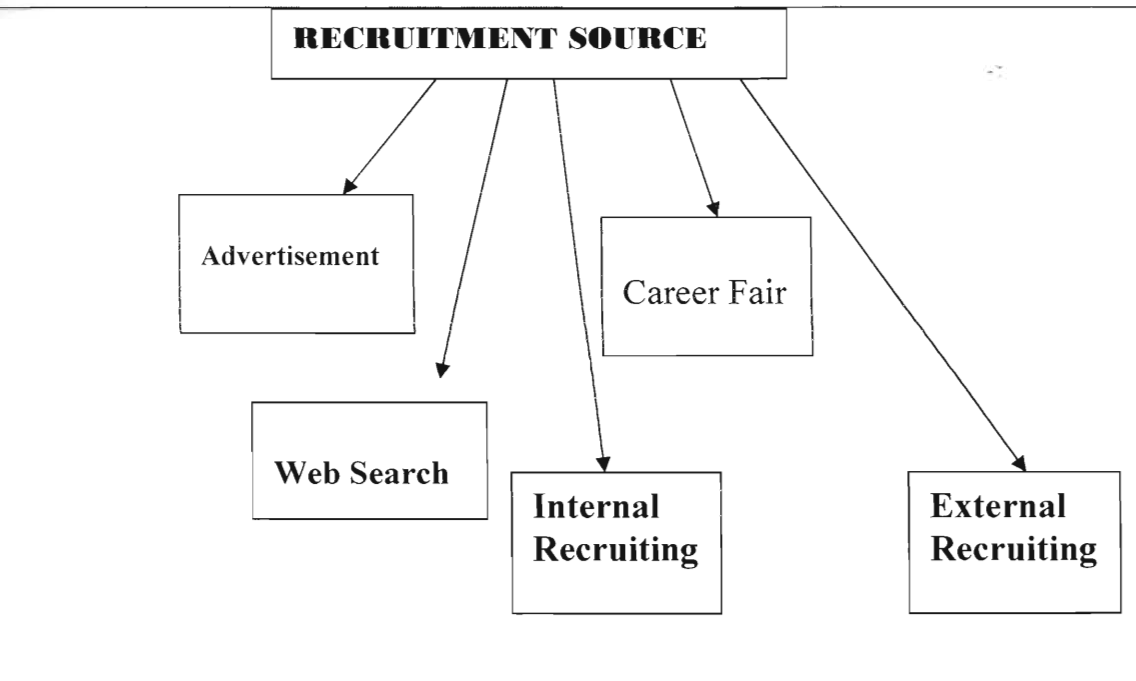 RECRUITMENT SOURCE
Advertisement
Career Fair
Web Search
Internal
Recruiting
External
Recruiting